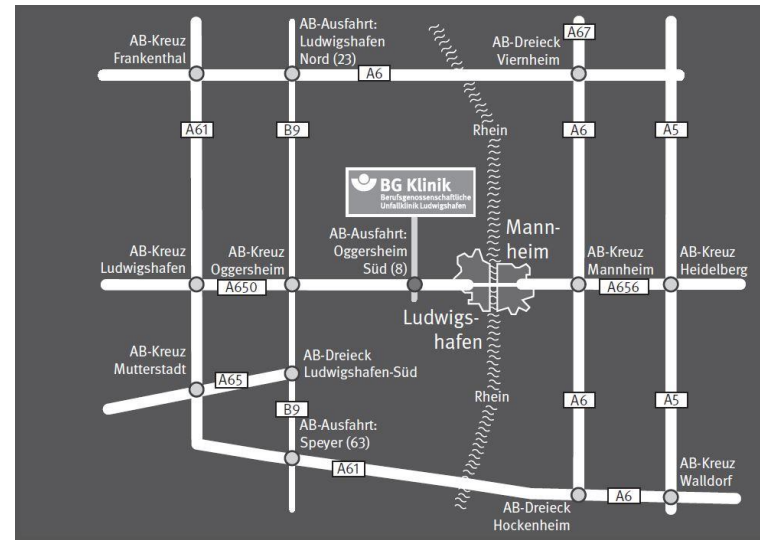 AB-Kreuz
Frankenthal
AB-Ausfahrt:
Ludwigshafen
Nord (23)
A6
AB-Dreieck
Viernheim
A67
A61
B9
Rhein
A6
A5
BG Klinik
Berufsgenossenschaftliche
Unfallklinik Ludwigshafen
AB-Kreuz
Ludwigshafen
AB-Kreuz
Oggersheim
AB-Ausfahrt:
Oggersheim
Süd (8)
Mann-
heim
AB-Kreuz
Mannheim
AB-Kreuz
Heidelberg
A650
A656
Ludwigs-
hafen
AB-Kreuz
Mutterstadt
A65
AB-Dreieck
Ludwigshafen-Süd
B9
Rhein
A6
A5
AB-Ausfahrt:
Speyer (63)
A61
AB-Dreieck
Hockenheim
A6
AB-Kreuz
Walldorf